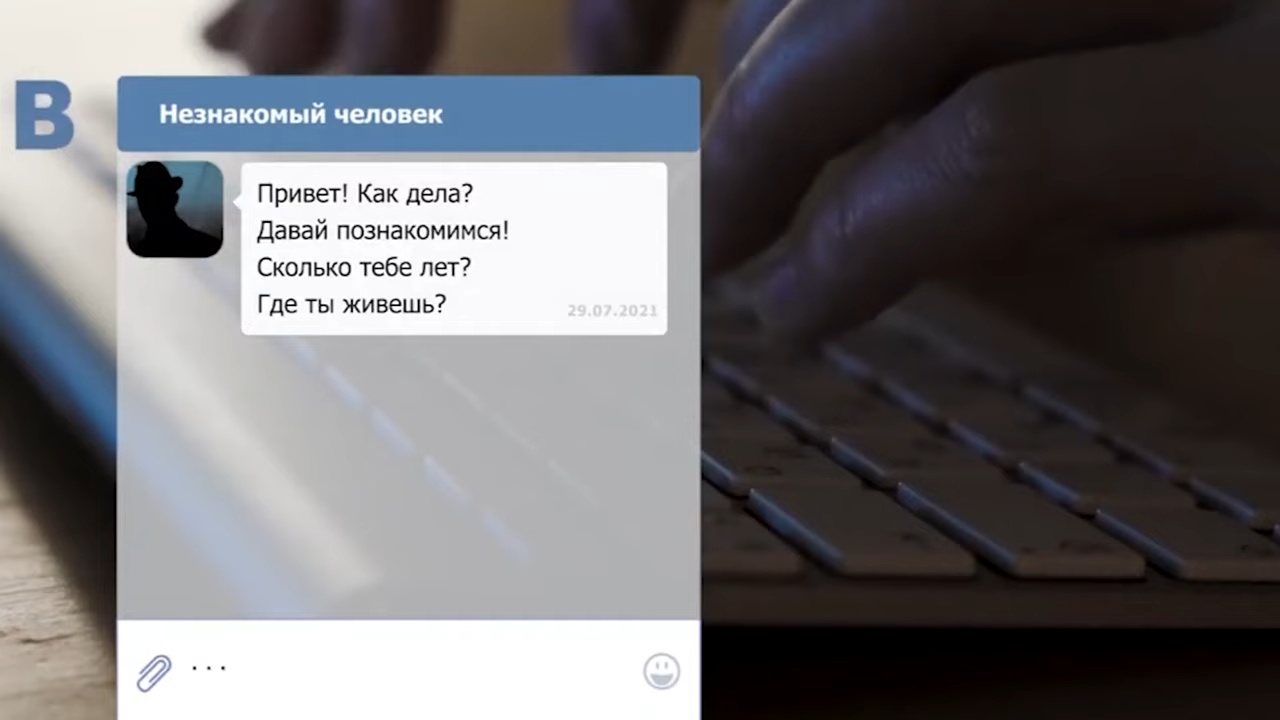 В
Незнакомый человек
Привет! Как дела?
Давай познакомимся!
Сколько тебе лет?
Где ты живешь?
29.07.2021
...